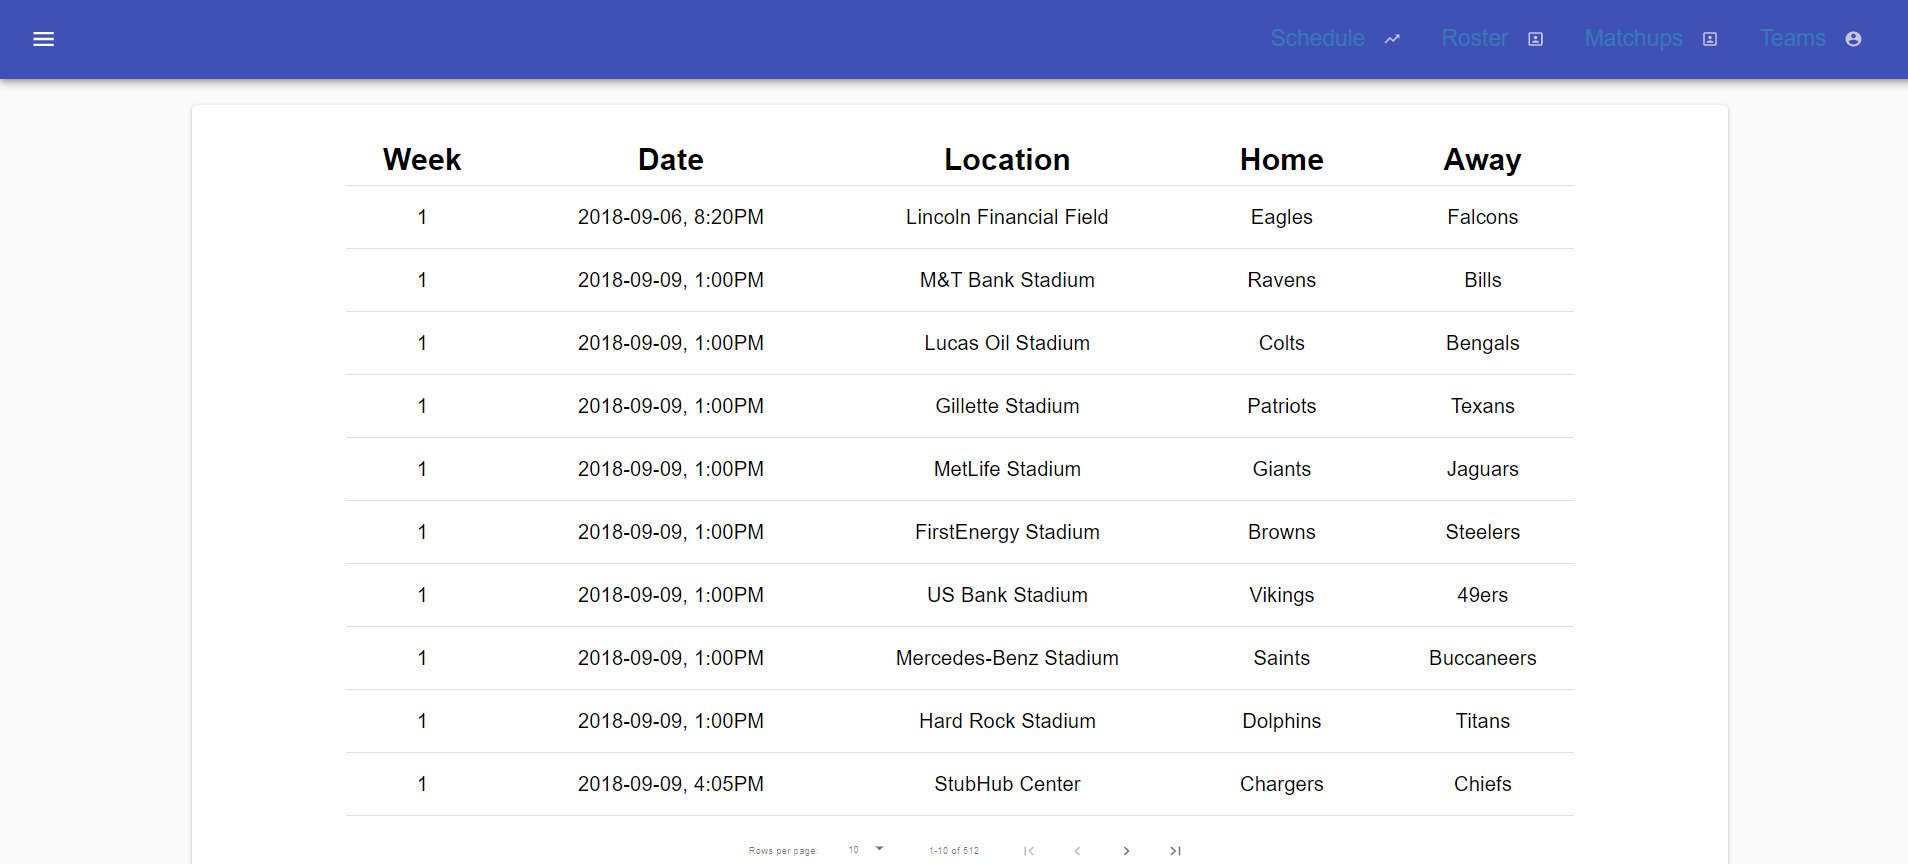 Schedule Roster Matchups Teams
Week Date Location Home Away
1 2018-09-06, 8:20PM Lincoln Financial Field Eagles Falcons
1 2018-09-09, 1:00PM M&T Bank Stadium Ravens Bills
1 2018-09-09, 1:00PM Lucas Oil Stadium Colts Bengals
1 2018-09-09, 1:00PM Gillette Stadium Patriots Texans
1 2018-09-09, 1:00PM MetLife Stadium Giants Jaguars
1 2018-09-09, 1:00PM FirstEnergy Stadium Browns Steelers
1 2018-09-09, 1:00PM US Bank Stadium Vikings 49ers
1 2018-09-09, 1:00PM Mercedes-Benz Stadium Saints Buccaneers
1 2018-09-09, 1:00PM Hard Rock Stadium Dolphins Titans
1 2018-09-09, 4:05PM StubHub Center Chargers Chiefs
Rows per page: 10 1-10 of 512